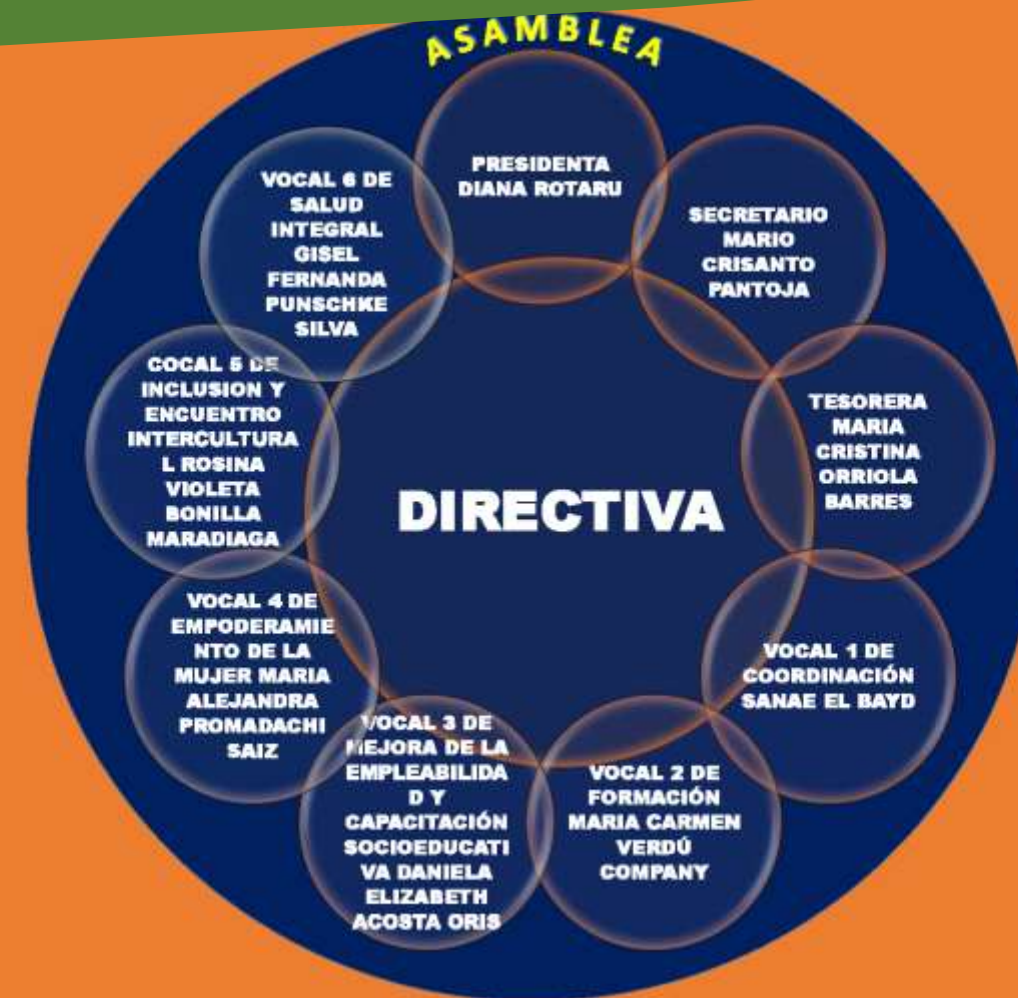 ASAMBLEA
PRESIDENTA
DIANA ROTARU
SECRETARIO
MARIO
CRISANTO
PANTOJA
TESORERA
MARIA
CRISTINA
ORRIOLA
BARRES
VOCAL 1 DE
COORDINACIÓN
SANAE EL BAYD
VOCAL 2 DE
FORMACIÓN
MARIA CARMEN
VERDÚ
COMPANY
VOCAL 3 DE
MEJORA DE LA
EMPLEABILIDA
D Y
CAPACITACIÓN
SOCIOEDUCATI
VA DANIELA
ELIZABETH
ACOSTA ORIS
VOCAL 4 DE
EMPODERAMIE
NTO DE LA
MUJER MARIA
ALEJANDRA
PROMADACHI
SAIZ
COCAL 5 DE
INCLUSION Y
ENCUENTRO
INTERCULTURA
L ROSINA
VIOLETA
BONILLA
MARADIAGA
VOCAL 6 DE
SALUD
INTEGRAL
GISEL
FERNANDA
PUNSCHKE
SILVA
DIRECTIVA